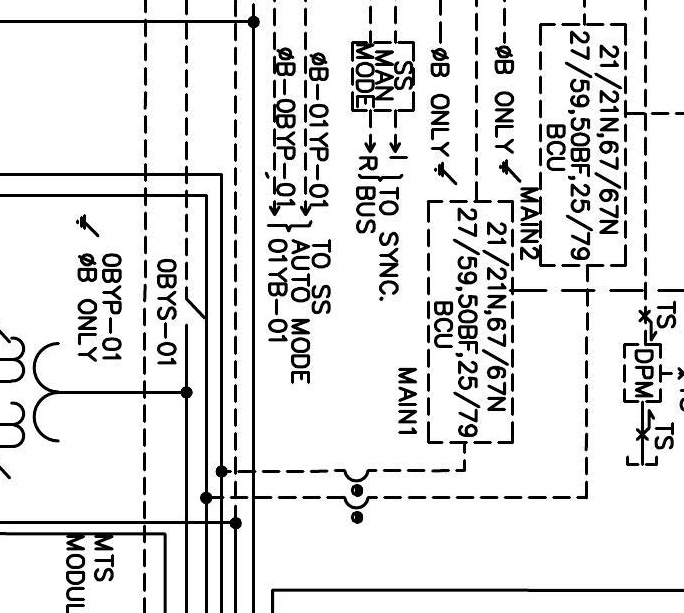 21/21N,67/67N
27/59,50BF,25/79
BCU
MAIN2
TS
DPM
TS
ØB ONLY
ØB ONLY
21/21N,67/67N
27/59,50BF,25/79
BCU
MAIN1
SS
MAN
MODE
I
R
TO SYNC.
BUS
ØB-01YP-01
ØB-0BYP-01
TO SS
AUTO MODE
01YB-01
0BYS-01
0BYP-01
ØB ONLY
MTS